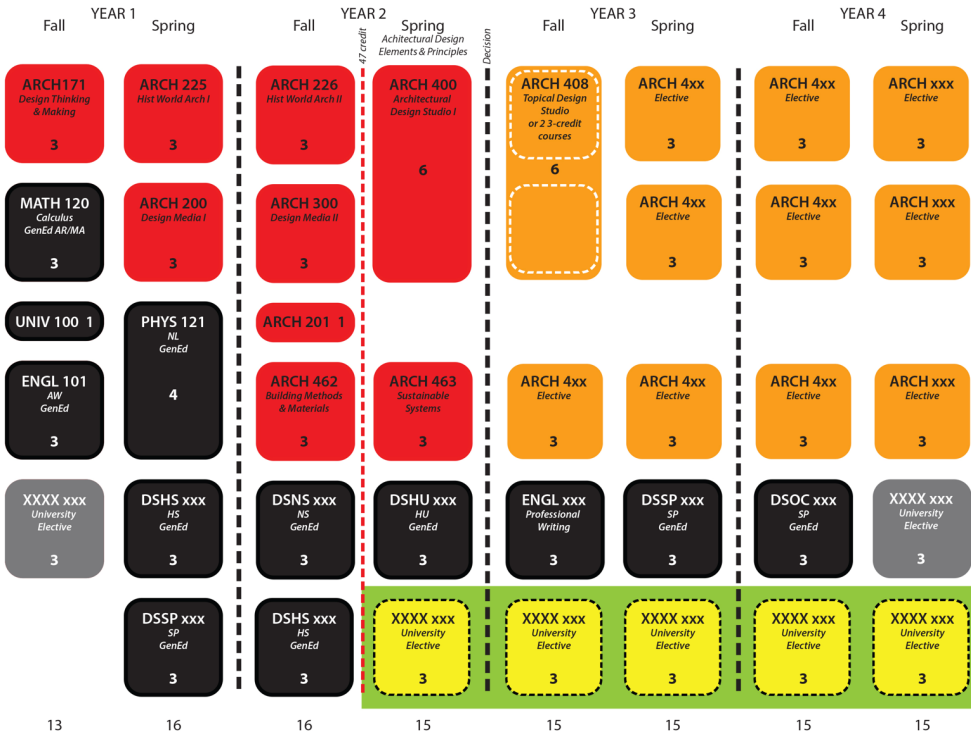 YEAR 1
YEAR 2
YEAR 3
YEAR 4
Fall
Spring
Fall
Spring
Fall
Spring
Fall
Spring
47 credit
Achitectural Design
Elements & Principles
Decision
ARCH171
Design Thinking
& Making
3
ARCH 225
Hist World Arch I
3
ARCH 226
Hist World Arch II
3
ARCH 400
Architectural
Design Studio I
6
ARCH 408
Topical Design
Studio
or 2 3-credit
courses
6
ARCH 4xx
Elective
3
ARCH 4xx
Elective
3
ARCH xxx
Elective
3
MATH 120
Calculus
GenEd AR/MA
3
ARCH 200
Design Media I
3
ARCH 300
Design Media II
3
ARCH 4xx
Elective
3
ARCH 4xx
Elective
3
ARCH xxx
Elective
3
UNIV 100 1
PHYS 121
NL
GenEd
4
ARCH 201 1
ENGL 101
AW
GenEd
3
ARCH 462
Building Methods
& Materials
3
ARCH 463
Sustainable
Systems
3
ARCH 4xx
Elective
3
ARCH 4xx
Elective
3
ARCH 4xx
Elective
3
ARCH xxx
Elective
3
XXXX xxx
University
Elective
3
DSHS xxx
HS
GenEd
3
DSNS xxx
NS
GenEd
3
DSHU xxx
HU
GenEd
3
ENGL xxx
Professional
Writing
3
DSSP xxx
SP
GenEd
3
DSOC xxx
SP
GenEd
3
XXXX xxx
University
Elective
3
DSSP xxx
SP
GenEd
3
DSHS xxx
HS
GenEd
3
XXXX xxx
University
Elective
3
XXXX xxx
University
Elective
3
XXXX xxx
University
Elective
3
XXXX xxx
University
Elective
3
XXXX xxx
University
Elective
3
13
16
16
15
15
15
15
15